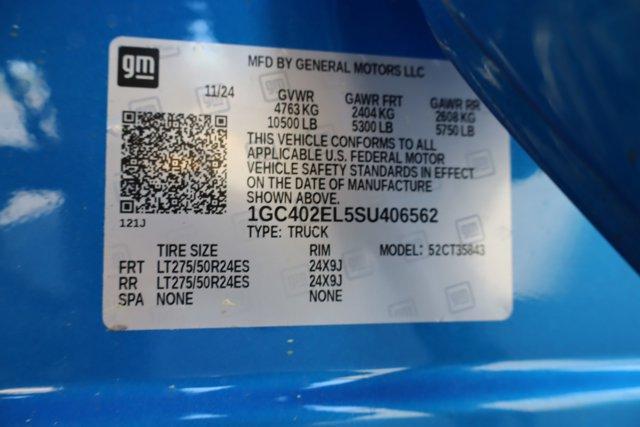 gm
MFD BY GENERAL MOTORS LLC
11/24 GVWR GAWR FRT GAWR RR
4763 KG 2404 KG 2608 KG
10500 LB 5300 LB 5750 LB
THIS VEHICLE CONFORMS TO ALL
APPLICABLE U.S. FEDERAL MOTOR
VEHICLE SAFETY STANDARDS IN EFFECT
ON THE DATE OF MANUFACTURE
SHOWN ABOVE.
121J
1GC402EL5SU406562
TYPE: TRUCK
TIRE SIZE RIM MODEL: 52CT35843
FRT LT275/50R24ES 24X9J
RR LT275/50R24ES 24X9J
SPA NONE NONE